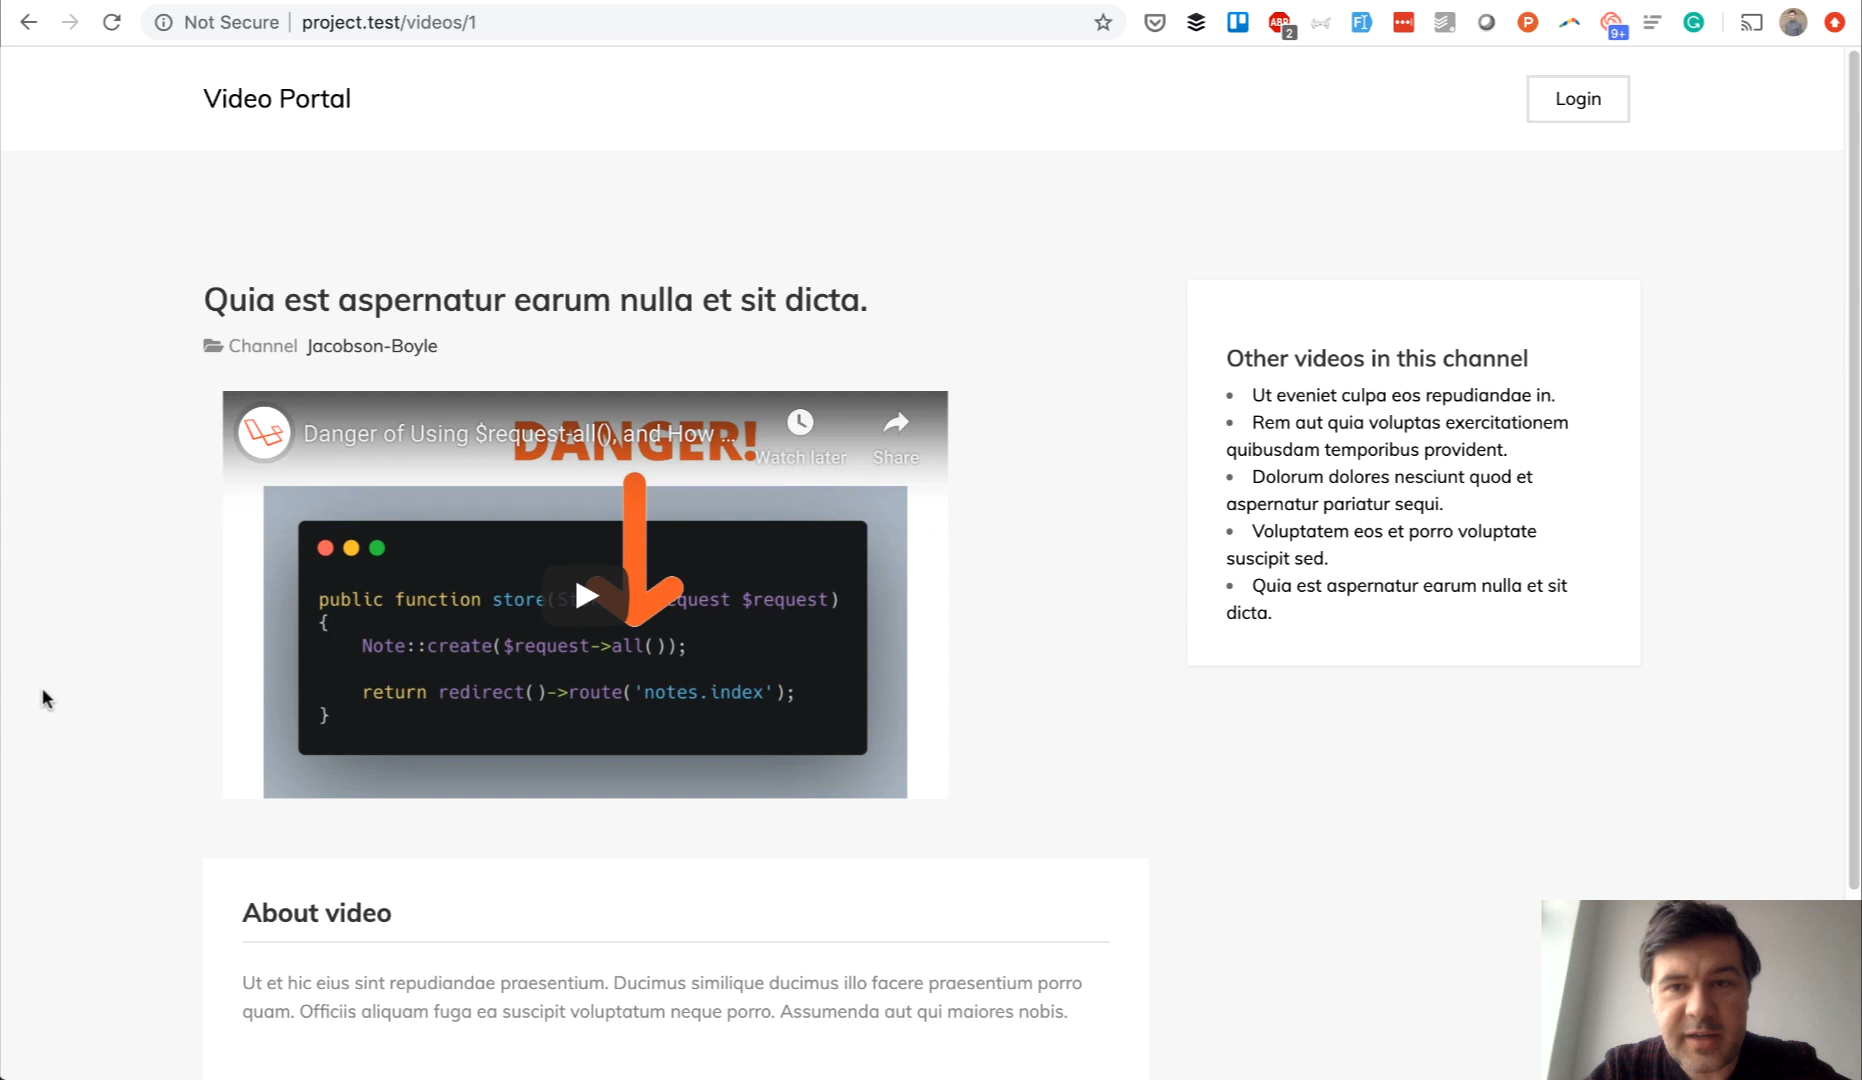 Not Secure | project.test/videos/1
ABP
2
F
P
9+
G
Video Portal
Login
Quia est aspernatur earum nulla et sit dicta.
Channel Jacobson-Boyle
Danger of Using $request-all(), and How ...
DANGER!
Watch later
Share
public function store( equest $request)
{
Note::create($request->all());
return redirect()->route('notes.index');
}
Other videos in this channel
Ut eveniet culpa eos repudiandae in.
Rem aut quia voluptas exercitationem
quibusdam temporibus provident.
Dolorum dolores nesciunt quod et
aspernatur pariatur sequi.
Voluptatem eos et porro voluptate
suscipit sed.
Quia est aspernatur earum nulla et sit
dicta.
About video
Ut et hic eius sint repudiandae praesentium. Ducimus similique ducimus illo facere praesentium porro
quam. Officiis aliquam fuga ea suscipit voluptatum neque porro. Assumenda aut qui maiores nobis.